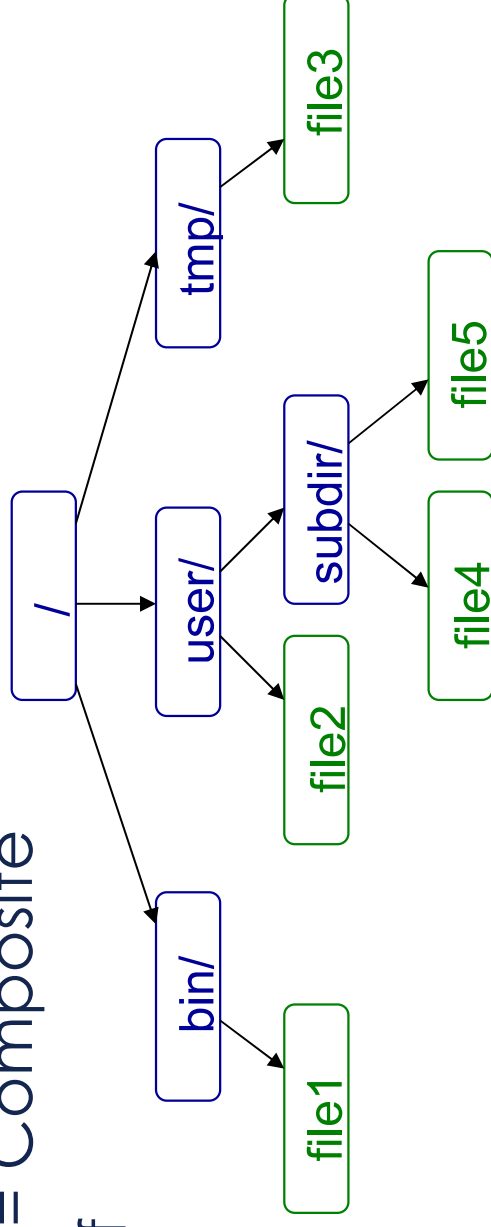 = Composite
f
/
bin/
user/
tmp/
file1
file2
subdir/
file3
file4
file5